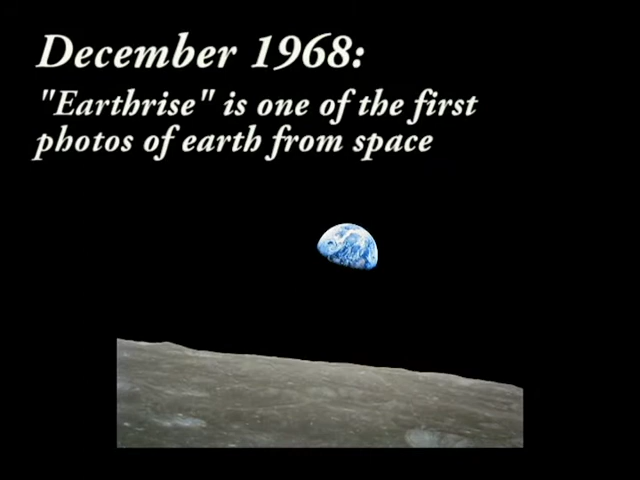 December 1968:
"Earthrise" is one of the first
photos of earth from space